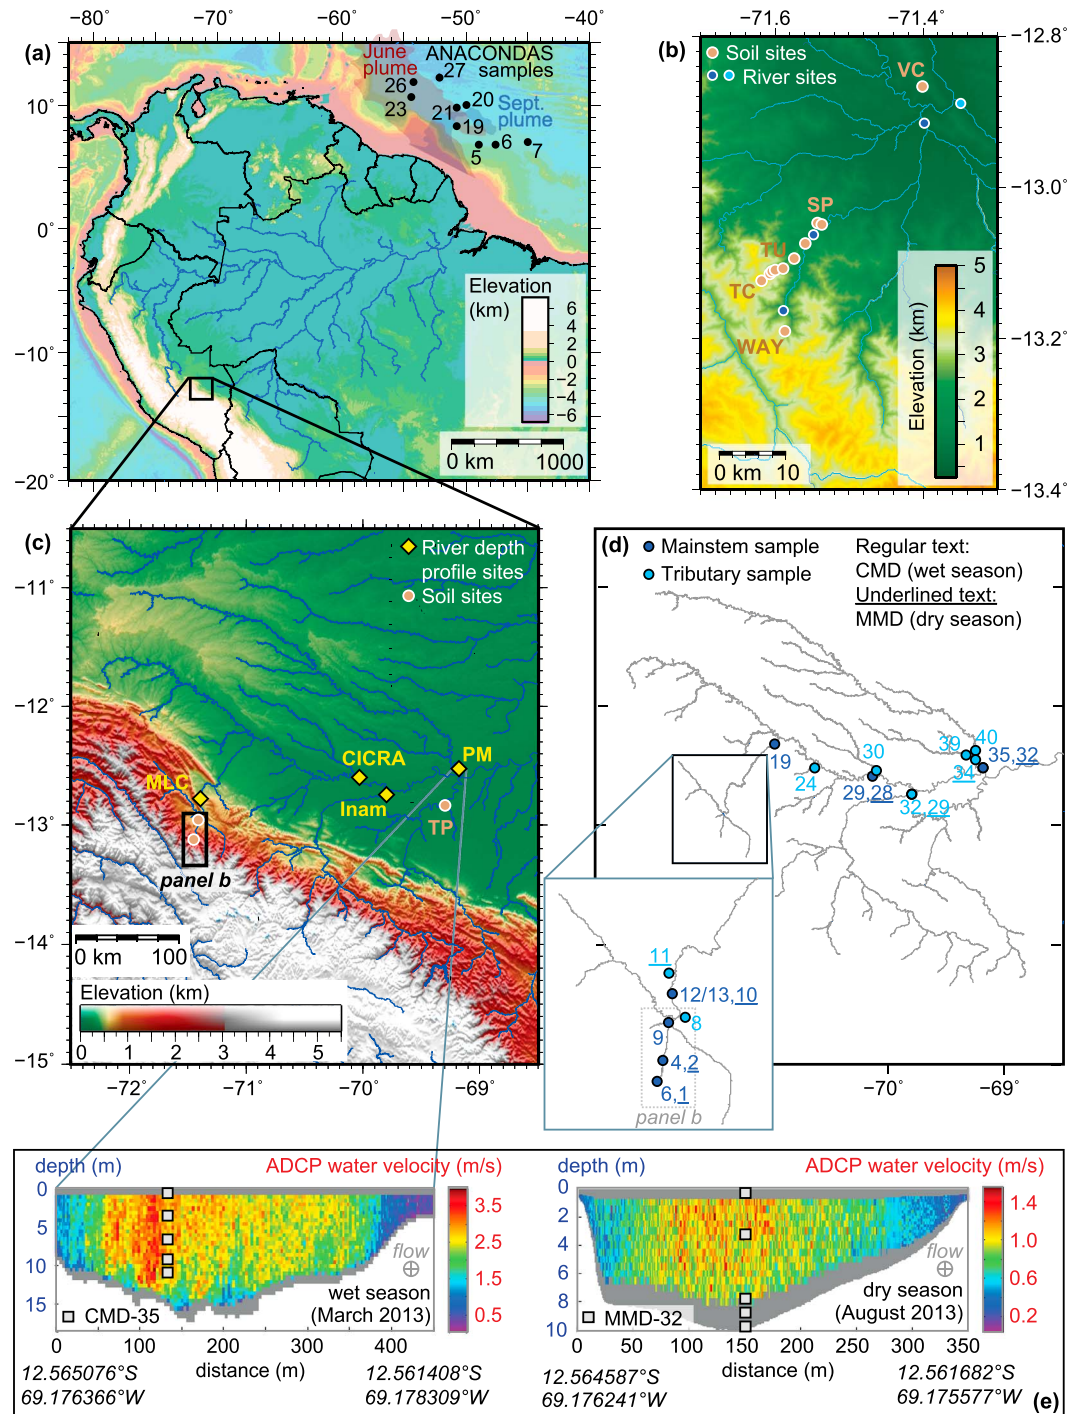 −80° −70° −60° −50° −40°
(a)
June
plume
ANACONDAS
samples
27
26
23
21
20
19
Sept.
plume
5
6
7
10°
0°
−10°
−20°
Elevation
(km)
6
4
2
0
−2
−4
−6
0 km 1000
−71.6° −71.4°
(b)
Soil sites
River sites
VC
SP
TU
TC
WAY
−12.8°
−13.0°
−13.2°
−13.4°
Elevation (km)
5
4
3
2
1
0 km 10
(c)
River depth
profile sites
Soil sites
CICRA
PM
MLC
Inam
TP
panel b
−11°
−12°
−13°
−14°
−15°
0 km 100
Elevation (km)
0 1 2 3 4 5
−72° −71° −70° −69°
(d)
Mainstem sample
Tributary sample
Regular text:
CMD (wet season)
Underlined text:
MMD (dry season)
19
24
30
29,28
32,29
39
40
35,32
34
11
12/13,10
8
9
4,2
6,1
panel b
−70° −69°
depth (m) ADCP water velocity (m/s)
0
5
10
15
3.5
2.5
1.5
0.5
flow
wet season
(March 2013)
CMD-35
0 100 200 300 400
distance (m)
12.565076°S
69.176366°W
12.561408°S
69.178309°W
depth (m) ADCP water velocity (m/s)
0
2
4
6
8
10
1.4
1.0
0.6
0.2
flow
dry season
(August 2013)
MMD-32
0 50 100 150 200 250 300 350
distance (m)
12.564587°S
69.176241°W
12.561682°S
69.175577°W
(e)